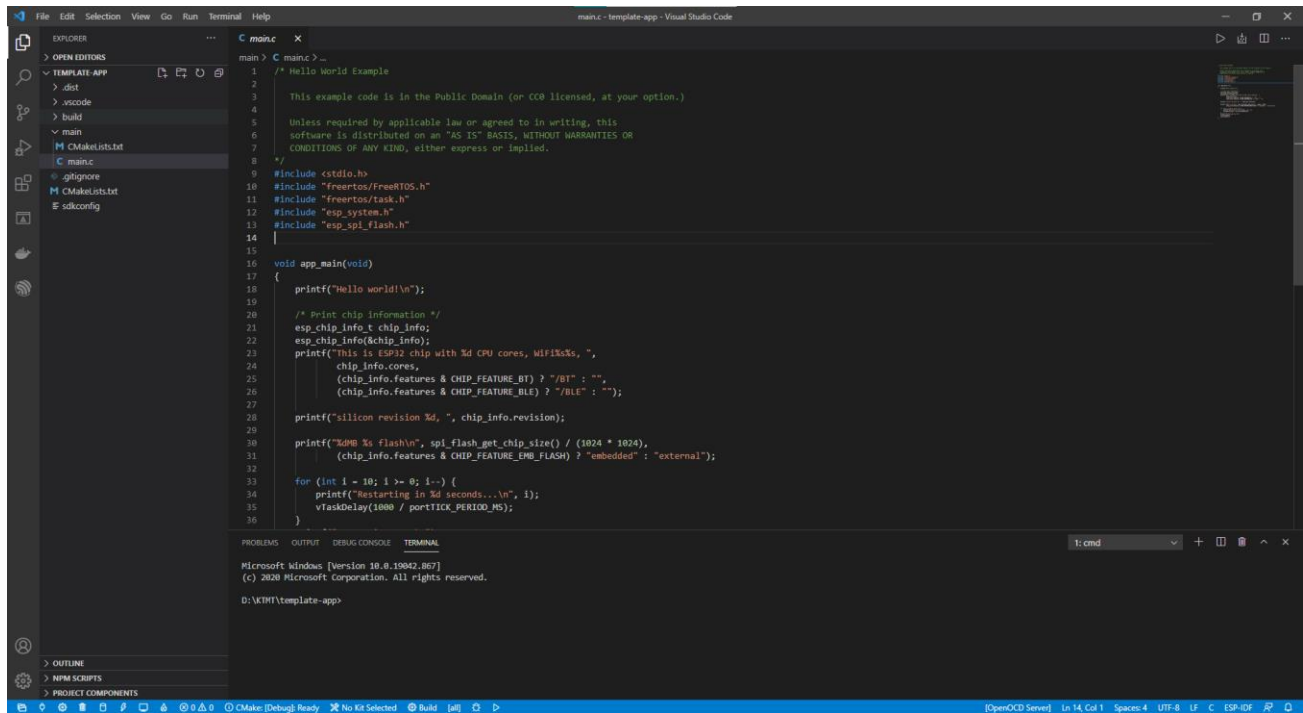 File Edit Selection View Go Run Terminal Help
main.c - template-app - Visual Studio Code
EXPLORER
OPEN EDITORS
TEMPLATE-APP
.dist
.vscode
build
main
M CMakeLists.txt
C main.c
.gitignore
M CMakeLists.txt
sdkconfig
OUTLINE
NPM SCRIPTS
PROJECT COMPONENTS
C main.c
main > C main.c > ...
1 /* Hello World Example
2
3 This example code is in the Public Domain (or CC0 licensed, at your option.)
4
5 Unless required by applicable law or agreed to in writing, this
6 software is distributed on an "AS IS" BASIS, WITHOUT WARRANTIES OR
7 CONDITIONS OF ANY KIND, either express or implied.
8 */
9 #include <stdio.h>
10 #include "freertos/FreeRTOS.h"
11 #include "freertos/task.h"
12 #include "esp_system.h"
13 #include "esp_spi_flash.h"
14
15
16 void app_main(void)
17 {
18 printf("Hello world!\n");
19
20 /* Print chip information */
21 esp_chip_info_t chip_info;
22 esp_chip_info(&chip_info);
23 printf("This is ESP32 chip with %d CPU cores, WiFi%s%s, ",
24 chip_info.cores,
25 (chip_info.features & CHIP_FEATURE_BT) ? "/BT" : "",
26 (chip_info.features & CHIP_FEATURE_BLE) ? "/BLE" : "");
27
28 printf("silicon revision %d, ", chip_info.revision);
29
30 printf("%dMB %s flash\n", spi_flash_get_chip_size() / (1024 * 1024),
31 (chip_info.features & CHIP_FEATURE_EMB_FLASH) ? "embedded" : "external");
32
33 for (int i = 10; i >= 0; i--) {
34 printf("Restarting in %d seconds...\n", i);
35 vTaskDelay(1000 / portTICK_PERIOD_MS);
36 }
PROBLEMS OUTPUT DEBUG CONSOLE TERMINAL
1: cmd
Microsoft Windows [Version 10.0.19042.867]
(c) 2020 Microsoft Corporation. All rights reserved.
D:\KTMT\template-app>
0 0 CMake: [Debug]: Ready No Kit Selected Build [all]
[OpenOCD Server] Ln 14, Col 1 Spaces: 4 UTF-8 LF C ESP-IDF